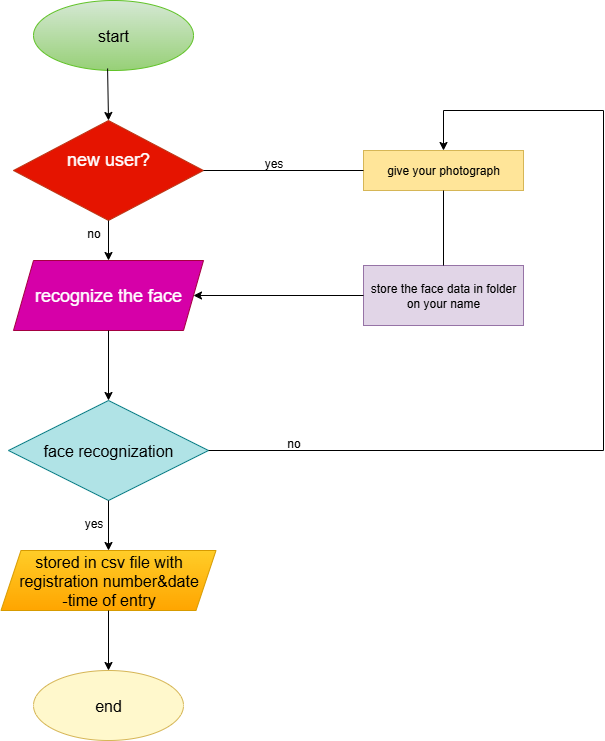 start
new user?
yes
give your photograph
no
recognize the face
store the face data in folder
on your name
face recognization
no
yes
stored in csv file with
registration number&date
-time of entry
end